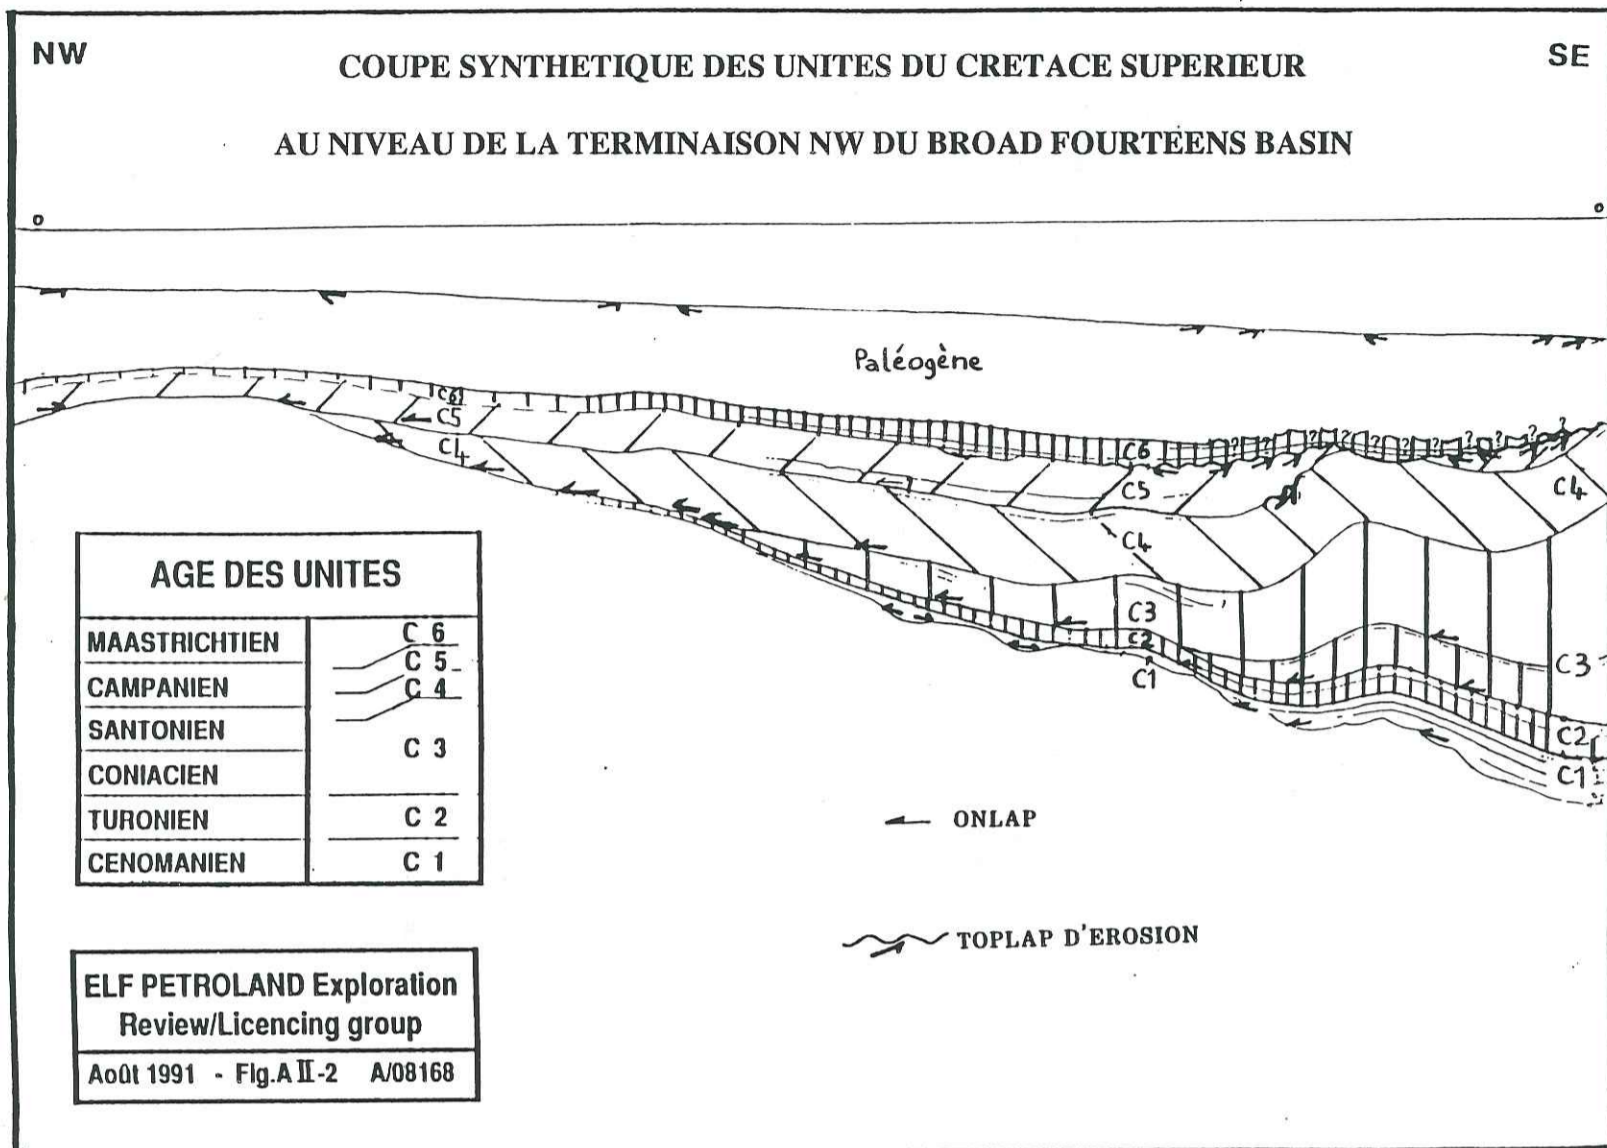 NW
SE
COUPE SYNTHETIQUE DES UNITES DU CRETACE SUPERIEUR
AU NIVEAU DE LA TERMINAISON NW DU BROAD FOURTEENS BASIN
o
o
Paléogène
C6
C5
C4
C6
C5
C4
C4
C3
C2
C1
C3
C2
C1
? ? ? ? ? ? ? ?
AGE DES UNITES
MAASTRICHTIEN
CAMPANIEN
SANTONIEN
CONIACIEN
TURONIEN
CENOMANIEN
C 6
C 5
C 4
C 3
C 2
C 1
ONLAP
TOPLAP D'EROSION
ELF PETROLAND Exploration
Review/Licencing group
Août 1991 - Fig.A II-2 A/08168